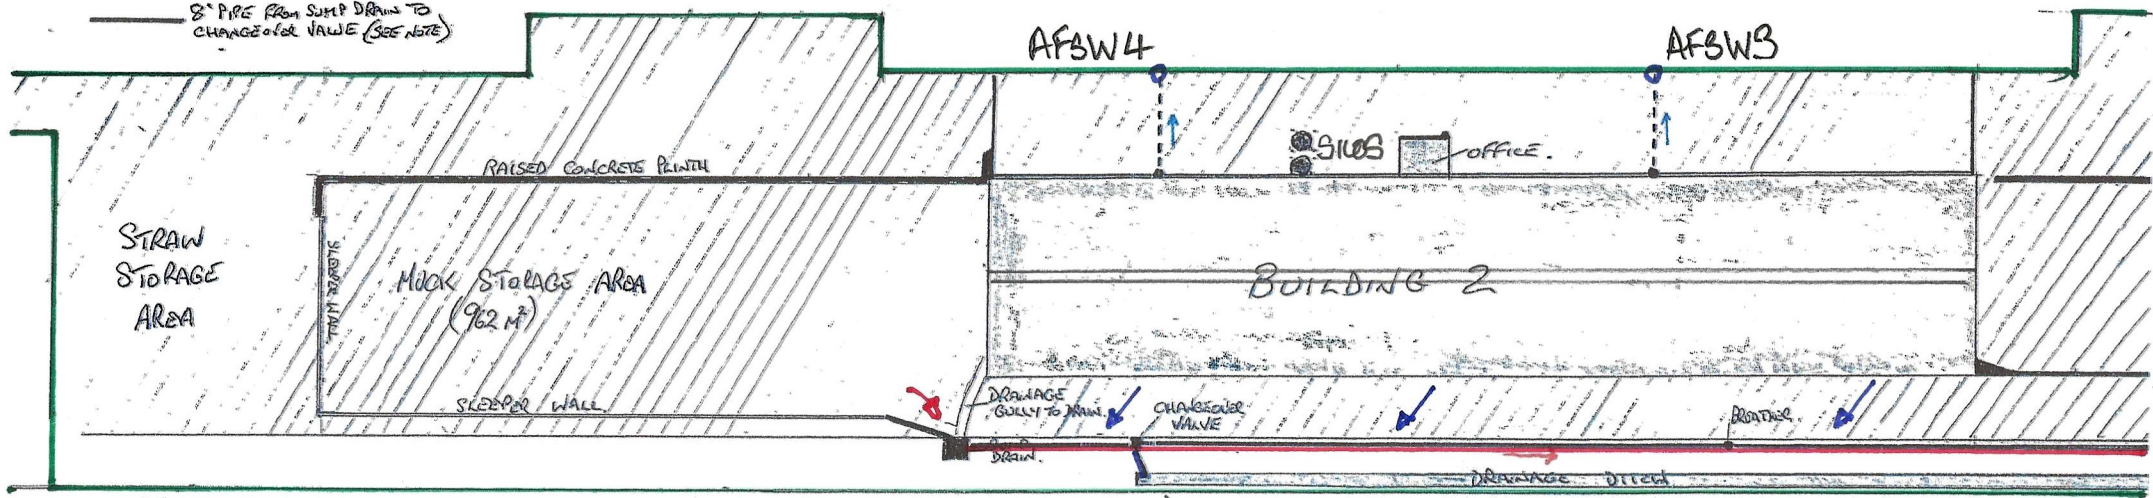 8" PIPE FROM SUMP DRAIN TO
CHANGEOVER VALVE (SEE NOTE)
AFSW4
AFSW3
SILOS
OFFICE.
RAISED CONCRETE PLINTH
STRAW
STORAGE
AREA
SLEEPER WALL
MUCK STORAGE AREA
(962 M²)
BUILDING 2
SLEEPER WALL
DRAINAGE
GULLY TO DRAIN.
CHANGEOVER
VALVE
BREATHER
DRAIN.
DRAINAGE DITCH